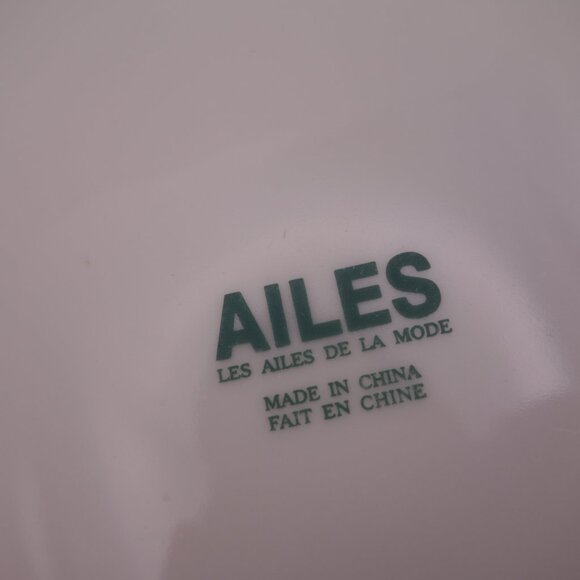 AILES
LES AILES DE LA MODE
MADE IN CHINA
FAIT EN CHINE